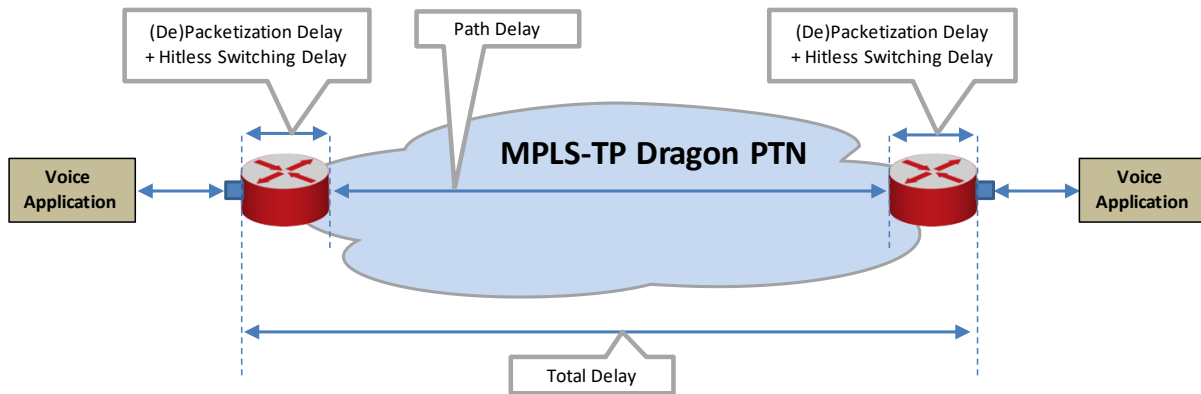 (De)Packetization Delay
+ Hitless Switching Delay
Path Delay
(De)Packetization Delay
+ Hitless Switching Delay
MPLS-TP Dragon PTN
Voice
Application
Voice
Application
Total Delay